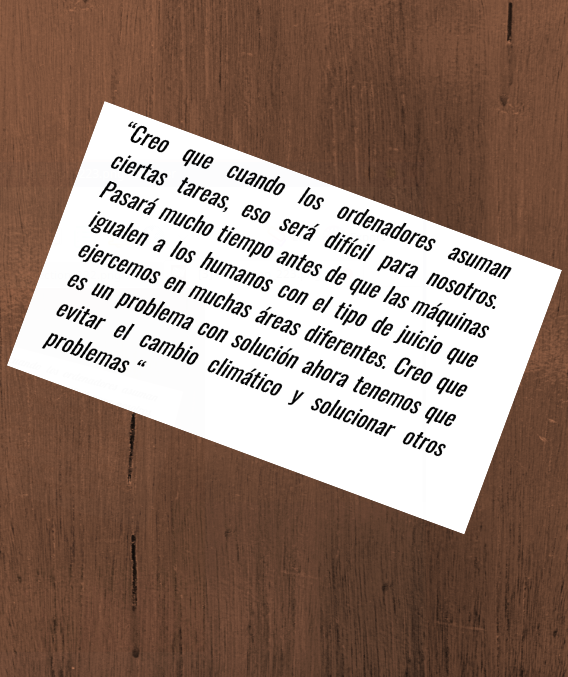 “Creo que cuando los ordenadores asuman
ciertas tareas, eso será difícil para nosotros.
Pasará mucho tiempo antes de que las máquinas
igualen a los humanos con el tipo de juicio que
ejercemos en muchas áreas diferentes. Creo que
es un problema con solución ahora tenemos que
evitar el cambio climático y solucionar otros
problemas “